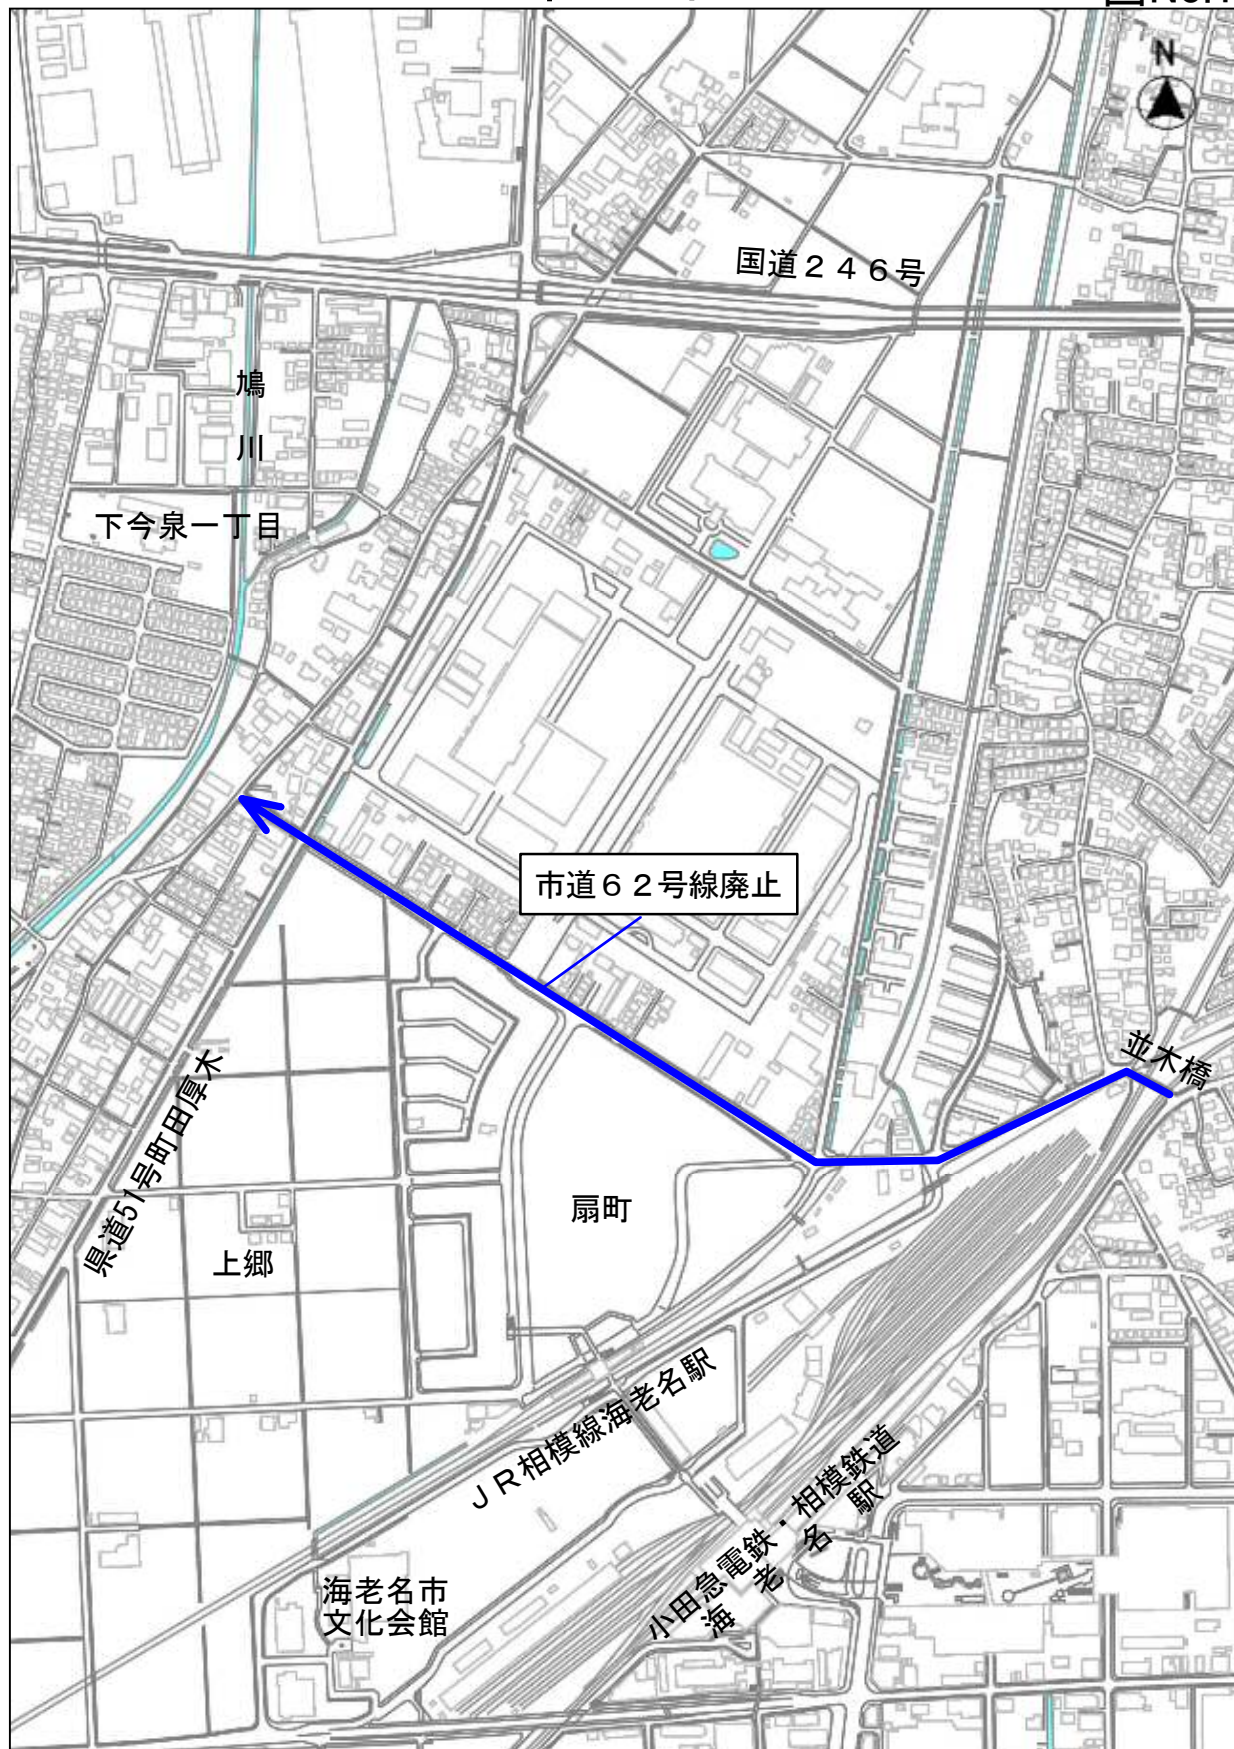 N
国道２４６号
鳩
川
下今泉一丁目
市道６２号線廃止
並木橋
県道51号町田厚木
扇町
上郷
ＪＲ相模線海老名駅
小田急電鉄・相模鉄道
海老名駅
海老名市
文化会館